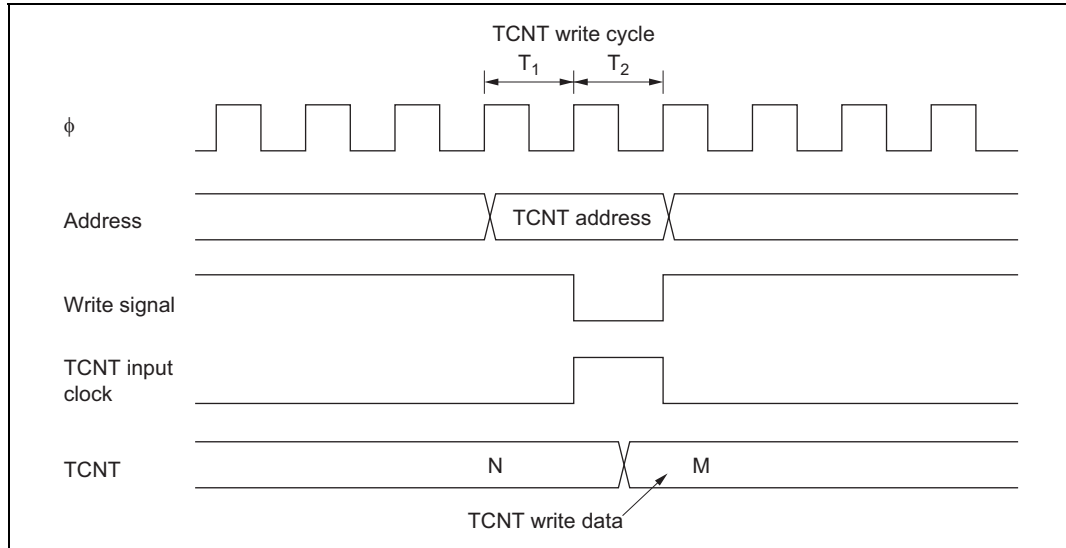 TCNT write cycle
T1 T2
ϕ
Address
TCNT address
Write signal
TCNT input
clock
TCNT
N
M
TCNT write data